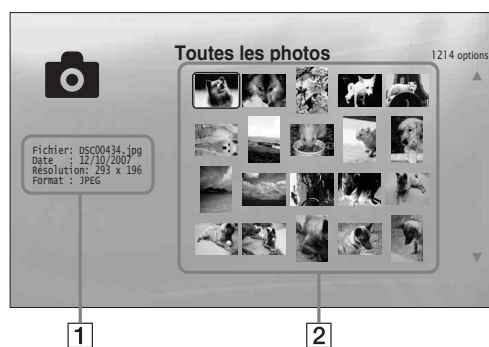 Toutes les photos
1214 options
Fichier: DSC00434.jpg
Date : 12/10/2007
Résolution: 293 x 196
Format : JPEG
1
2